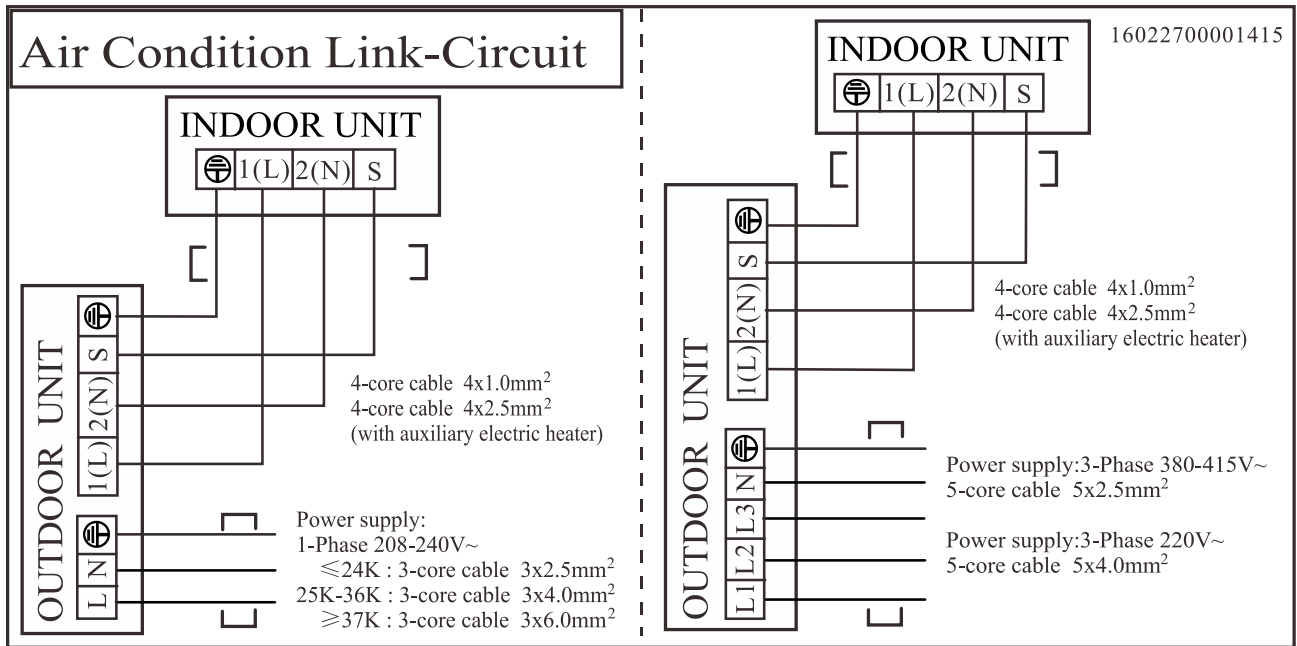 Air Condition Link-Circuit
INDOOR UNIT
1(L) 2(N) S
OUTDOOR UNIT
S
2(N)
1(L)
N
L
4-core cable 4x1.0mm²
4-core cable 4x2.5mm²
(with auxiliary electric heater)
Power supply:
1-Phase 208-240V~
≤24K : 3-core cable 3x2.5mm²
25K-36K : 3-core cable 3x4.0mm²
≥37K : 3-core cable 3x6.0mm²
16022700001415
INDOOR UNIT
1(L) 2(N) S
OUTDOOR UNIT
S
2(N)
1(L)
N
L3
L2
L1
4-core cable 4x1.0mm²
4-core cable 4x2.5mm²
(with auxiliary electric heater)
Power supply:3-Phase 380-415V~
5-core cable 5x2.5mm²
Power supply:3-Phase 220V~
5-core cable 5x4.0mm²